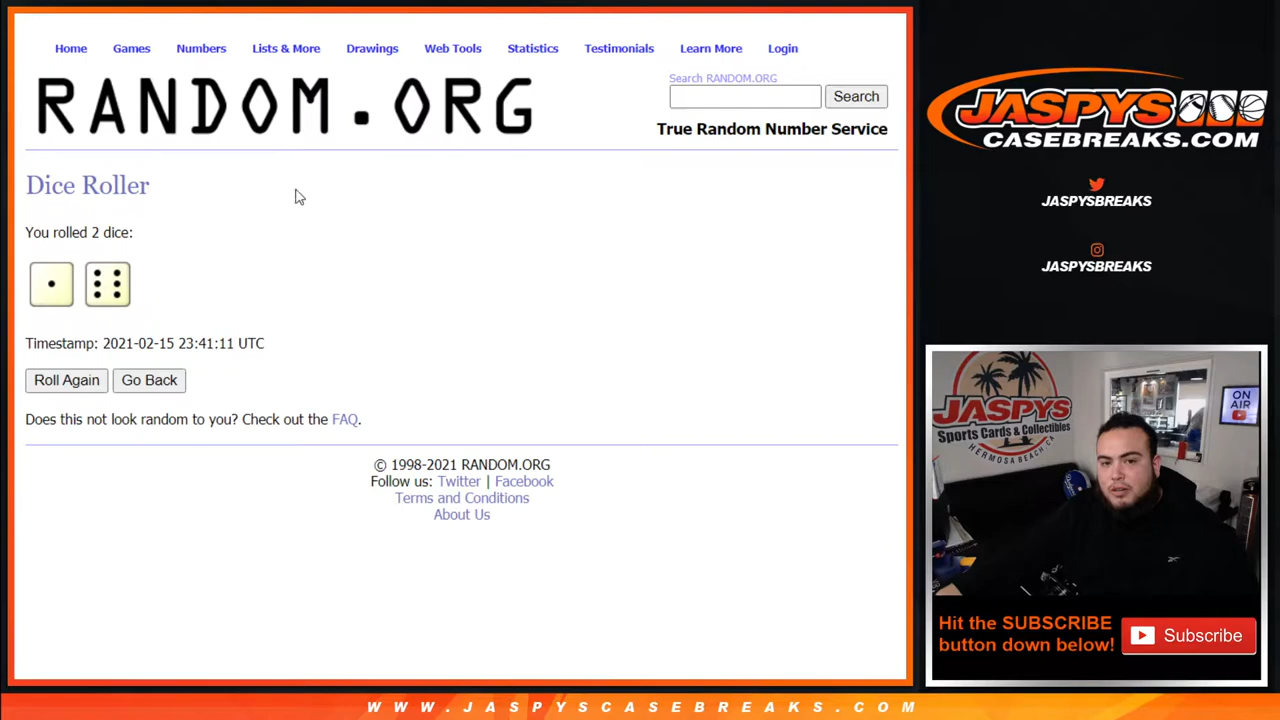 Home Games Numbers Lists & More Drawings Web Tools Statistics Testimonials Learn More Login
RANDOM.ORG
Search RANDOM.ORG
Search
True Random Number Service
Dice Roller
You rolled 2 dice:
Timestamp: 2021-02-15 23:41:11 UTC
Roll Again Go Back
Does this not look random to you? Check out the FAQ.
© 1998-2021 RANDOM.ORG
Follow us: Twitter | Facebook
Terms and Conditions
About Us
JASPYS
CASEBREAKS.COM
JASPYSBREAKS
JASPYSBREAKS
JASPYS
Sports Cards & Collectibles
HERMOSA BEACH, CA
ON
AIR
Dodgers
Hit the SUBSCRIBE
button down below!
Subscribe
WWW.JASPYSCASEBREAKS.COM